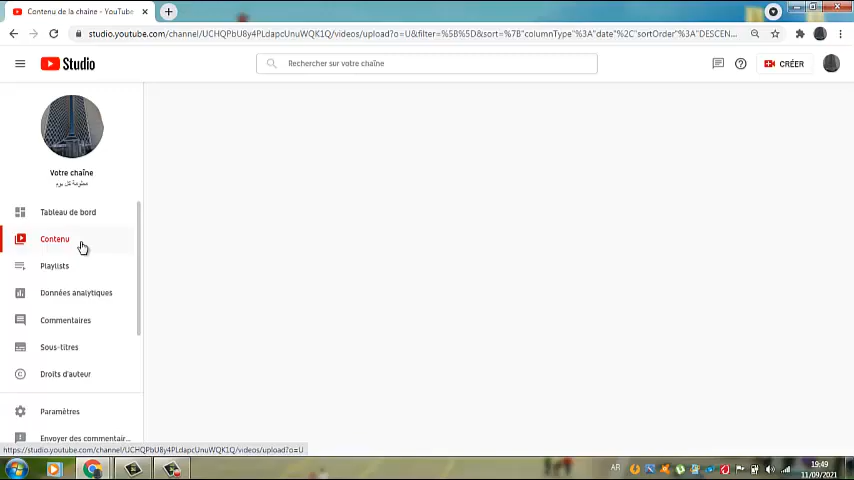 Contenu de la chaîne - YouTube
studio.youtube.com/channel/UCHQPbU8y4PLdapcUnuWQK1Q/videos/upload?o=U&filter=%5B%5D&sort=%7B"columnType"%3A"date"%2C"sortOrder"%3A"DESCEN...
Studio
Rechercher sur votre chaîne
CRÉER
Votre chaîne
معلومة كل يوم
Tableau de bord
Contenu
Playlists
Données analytiques
Commentaires
Sous-titres
Droits d'auteur
Paramètres
Envoyer des commentair...
https://studio.youtube.com/channel/UCHQPbU8y4PLdapcUnuWQK1Q/videos/upload?o=U
AR
19:49
11/09/2021